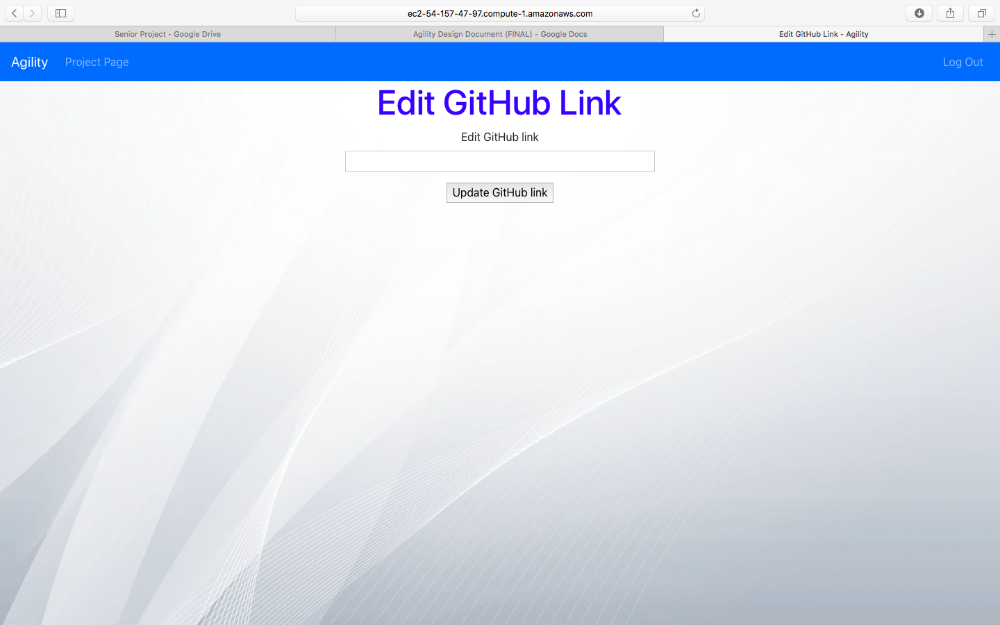 ec2-54-157-47-97.compute-1.amazonaws.com
Senior Project - Google Drive
Agility Design Document (FINAL) - Google Docs
Edit GitHub Link - Agility
Agility
Project Page
Log Out
Edit GitHub Link
Edit GitHub link
Update GitHub link